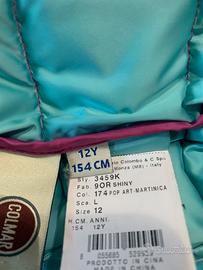 12Y
154 CM
Colombo & C Spa
Monza (MB) - Italy
Sty. 3459K
Fab. 9OR SHINY
Col. 174 POP ART-MARTINICA
Sca. L
Size 12
H.CM. ANNI.
154 12Y
PRODOTTO IN CINA
MADE IN CHINA
COLMAR